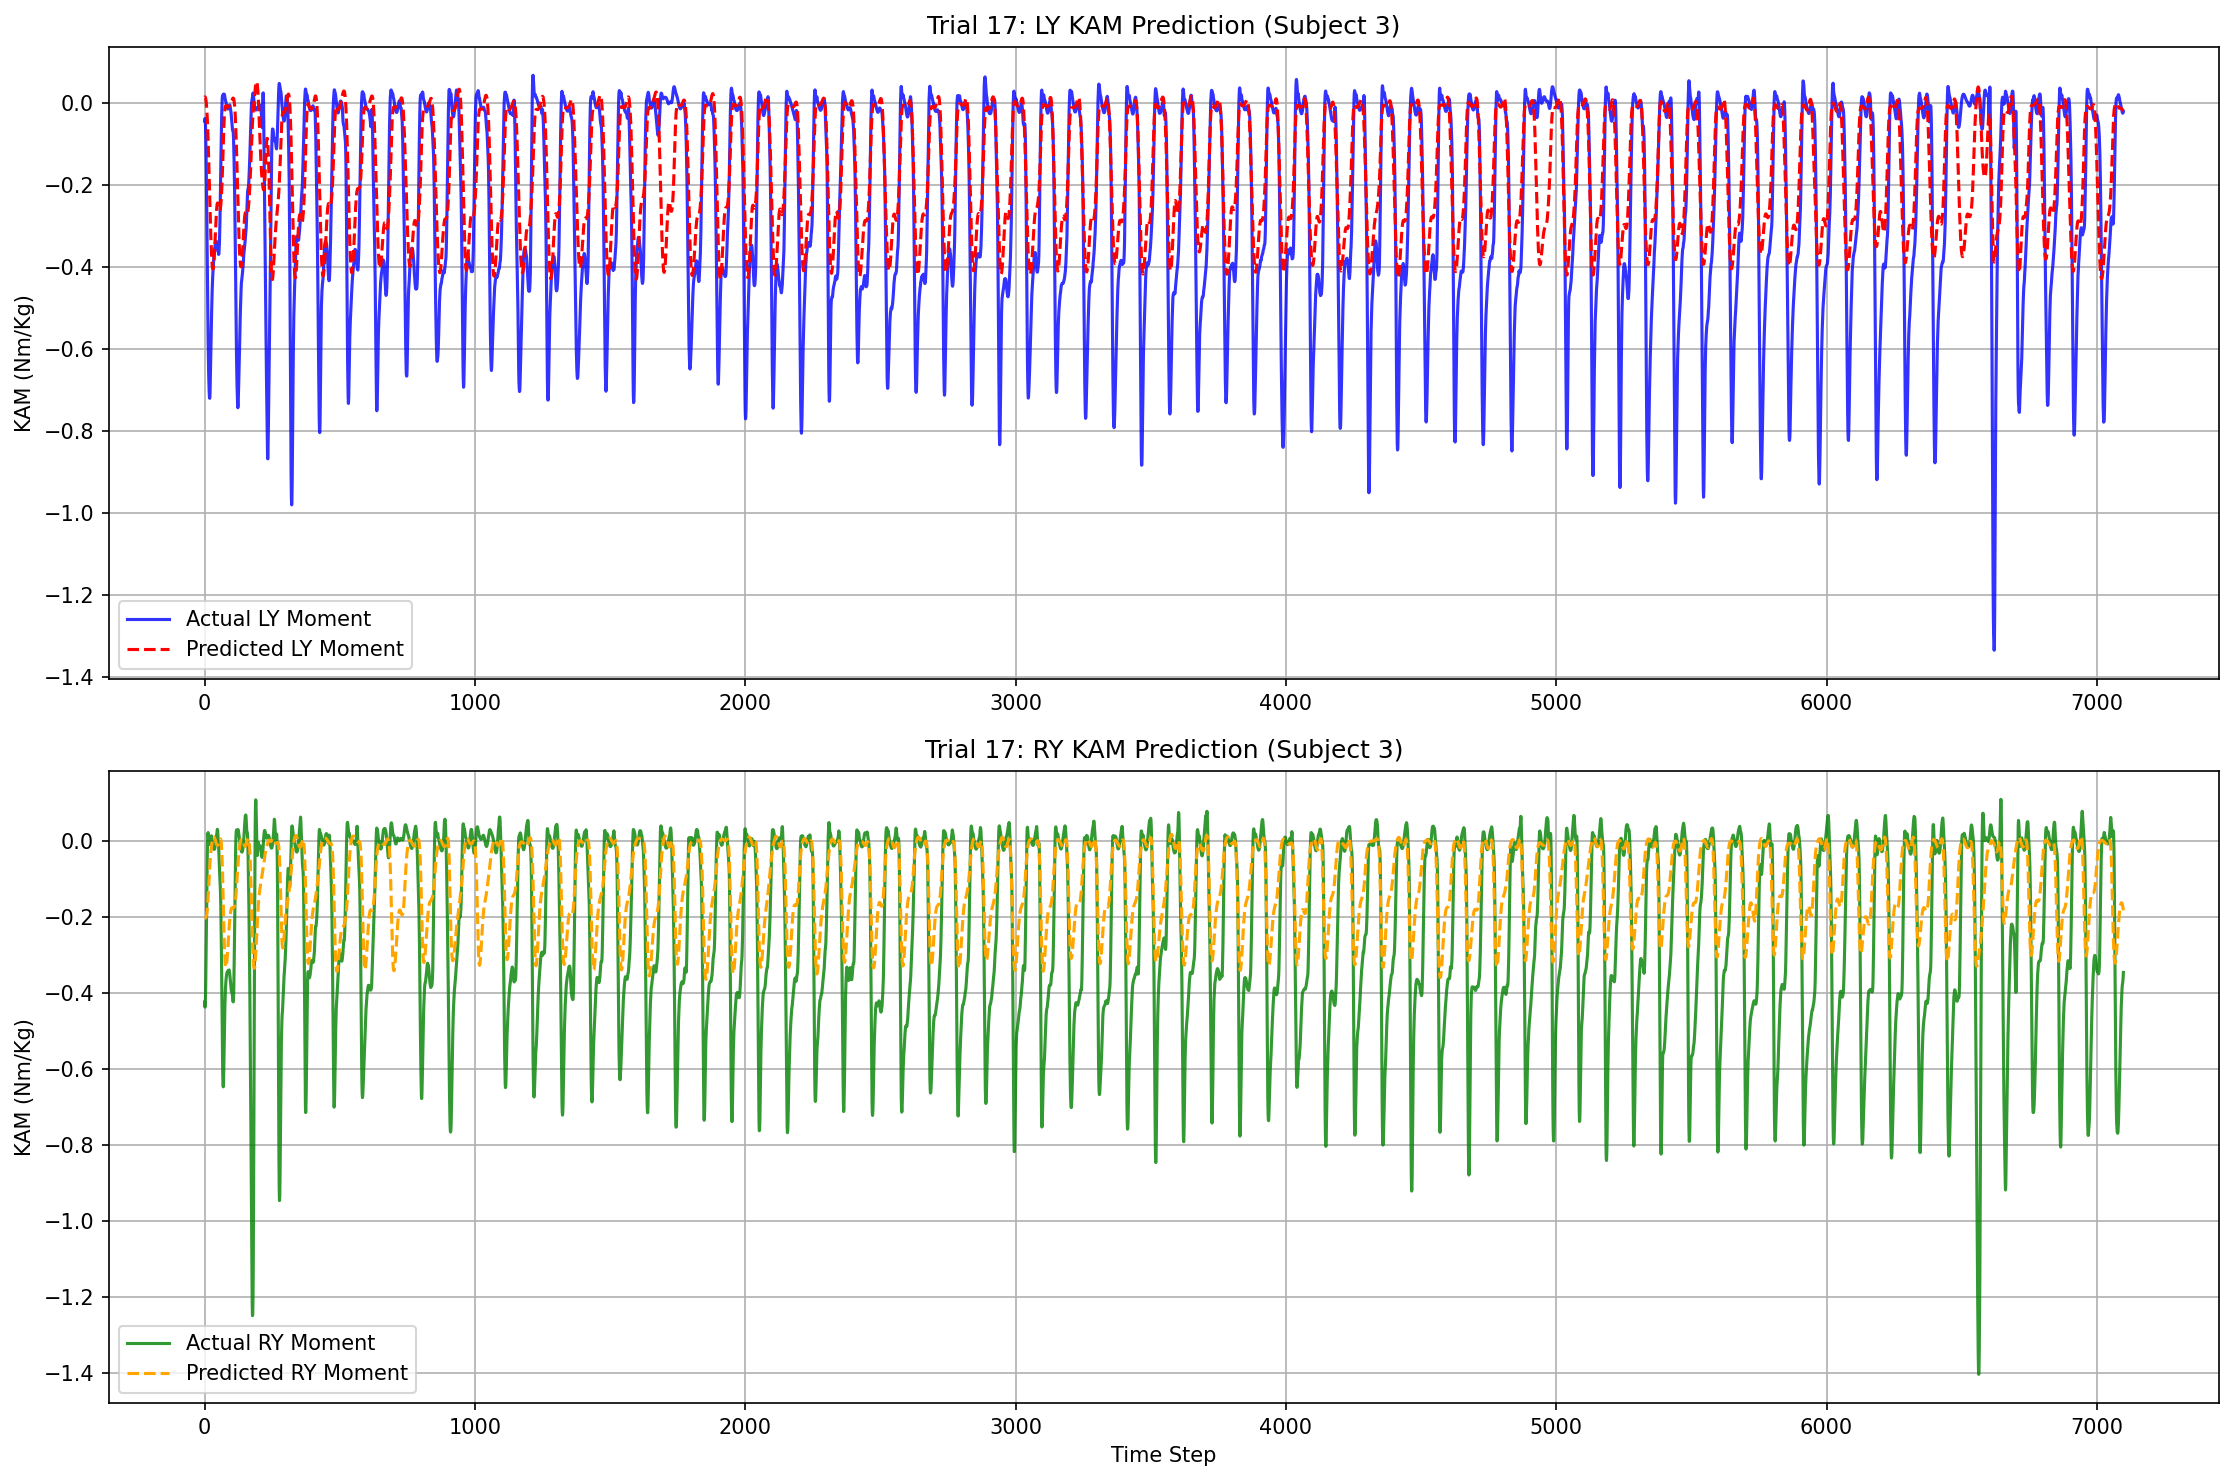 Trial 17: LY KAM Prediction (Subject 3)
KAM (Nm/Kg)
0.0
−0.2
−0.4
−0.6
−0.8
−1.0
−1.2
−1.4
Actual LY Moment
Predicted LY Moment
0 1000 2000 3000 4000 5000 6000 7000
Trial 17: RY KAM Prediction (Subject 3)
KAM (Nm/Kg)
0.0
−0.2
−0.4
−0.6
−0.8
−1.0
−1.2
−1.4
Actual RY Moment
Predicted RY Moment
0 1000 2000 3000 4000 5000 6000 7000
Time Step